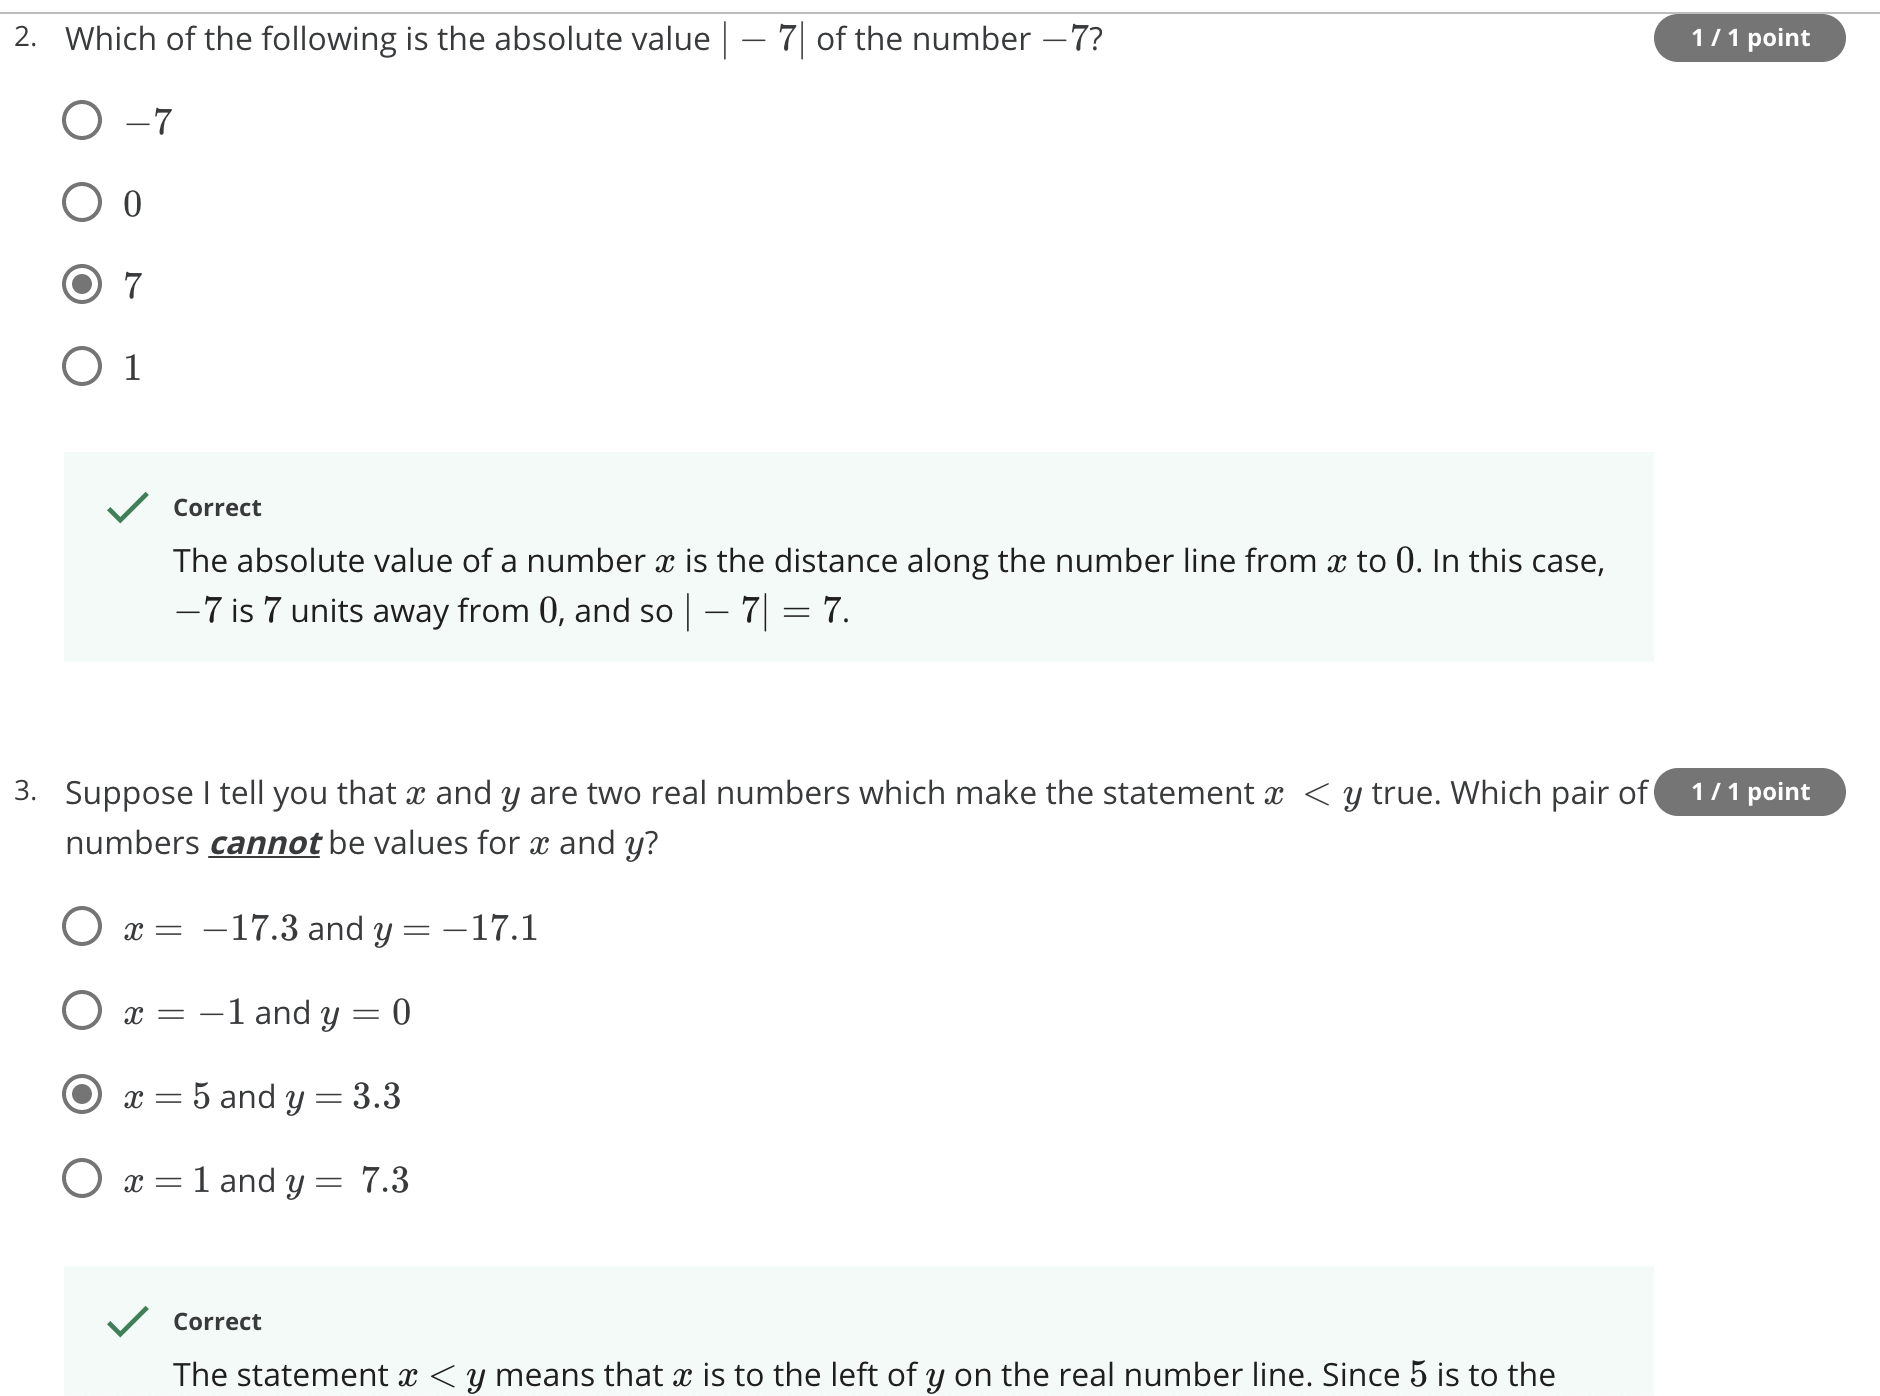 2. Which of the following is the absolute value | − 7| of the number −7?
1 / 1 point
−7
0
7
1
Correct
The absolute value of a number x is the distance along the number line from x to 0. In this case,
−7 is 7 units away from 0, and so | − 7| = 7.
3. Suppose I tell you that x and y are two real numbers which make the statement x < y true. Which pair of
1 / 1 point
numbers cannot be values for x and y?
x = −17.3 and y = −17.1
x = −1 and y = 0
x = 5 and y = 3.3
x = 1 and y = 7.3
Correct
The statement x < y means that x is to the left of y on the real number line. Since 5 is to the